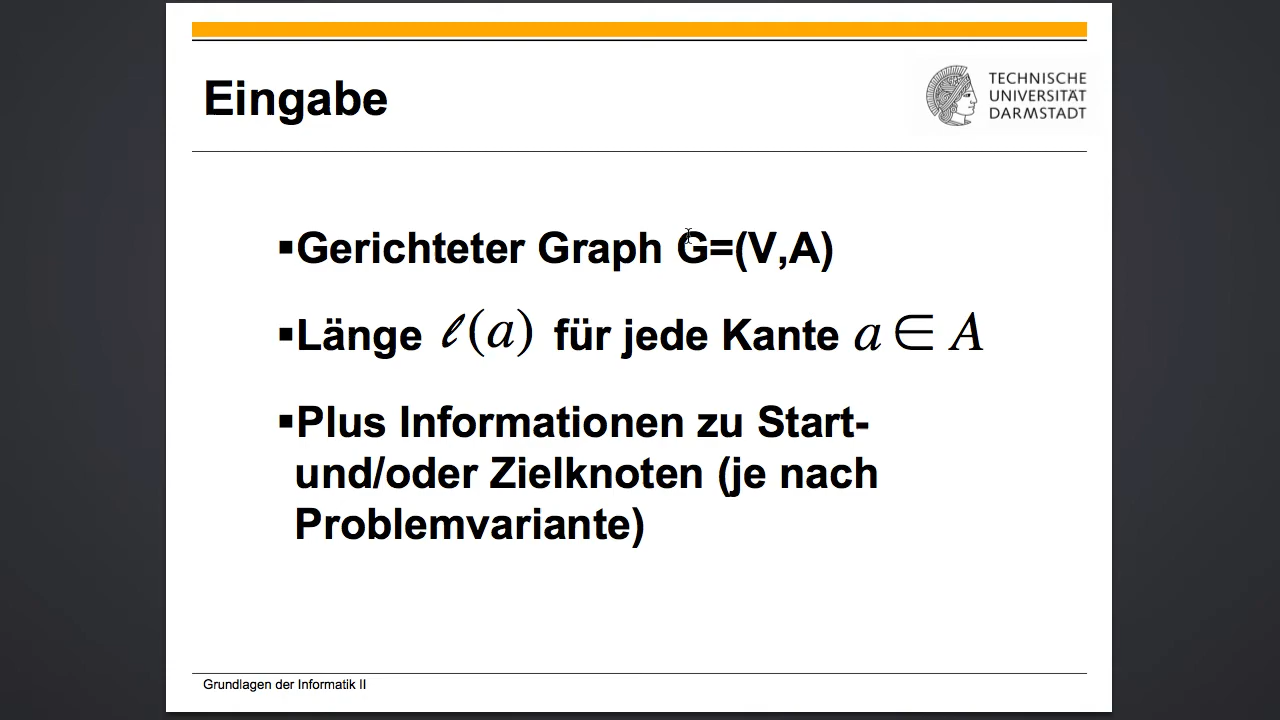 Eingabe
TECHNISCHE
UNIVERSITÄT
DARMSTADT
▪Gerichteter Graph G=(V,A)
▪Länge ℓ(a) für jede Kante a ∈ A
▪Plus Informationen zu Start-
und/oder Zielknoten (je nach
Problemvariante)
Grundlagen der Informatik II